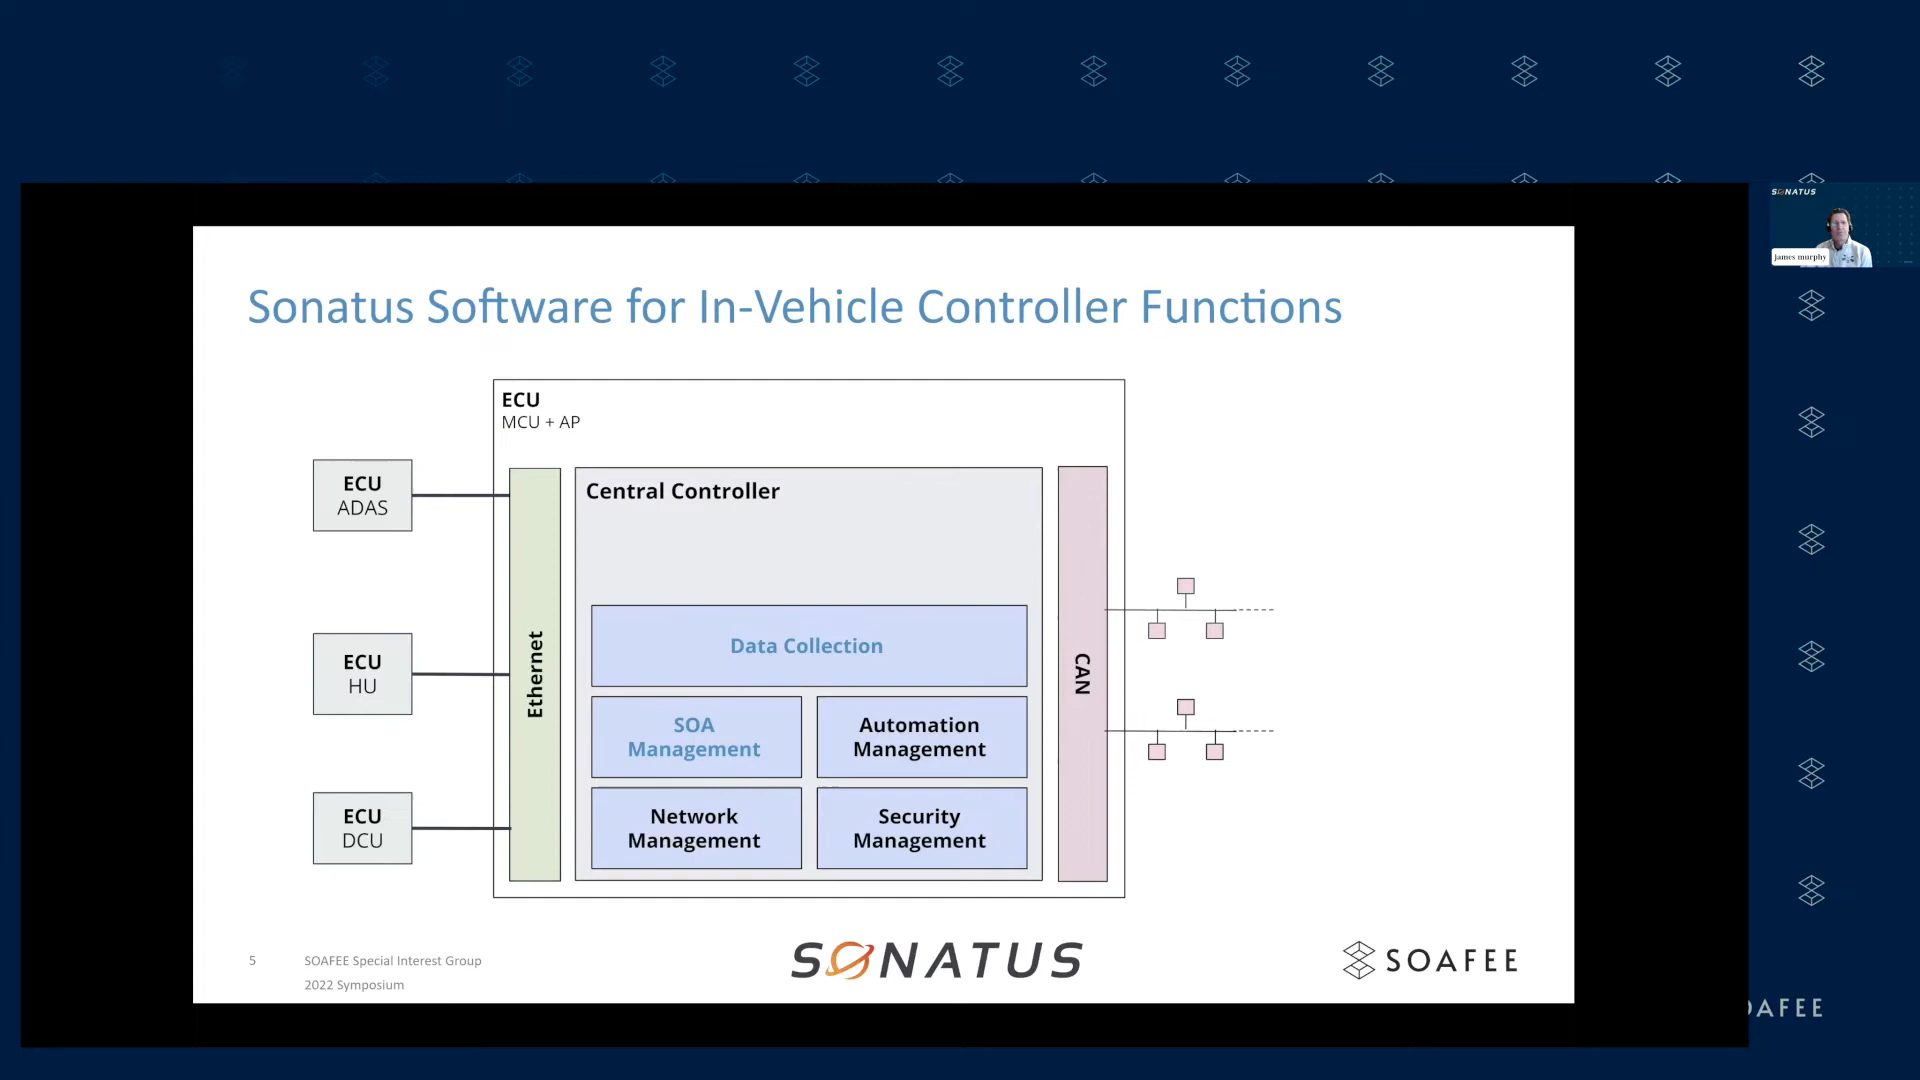 SONATUS
james murphy
Sonatus Software for In-Vehicle Controller Functions
ECU
MCU + AP
ECU
ADAS
ECU
HU
ECU
DCU
Ethernet
Central Controller
Data Collection
SOA
Management
Automation
Management
Network
Management
Security
Management
CAN
5
SOAFEE Special Interest Group
2022 Symposium
SONATUS
SOAFEE
OAFEE